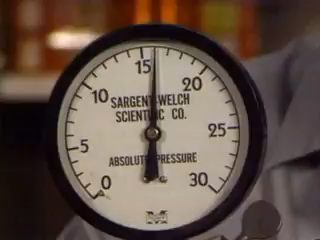 15
10 20
SARGENT-WELCH
SCIENTIFIC CO.
5 25
ABSOLUTE PRESSURE
0 30